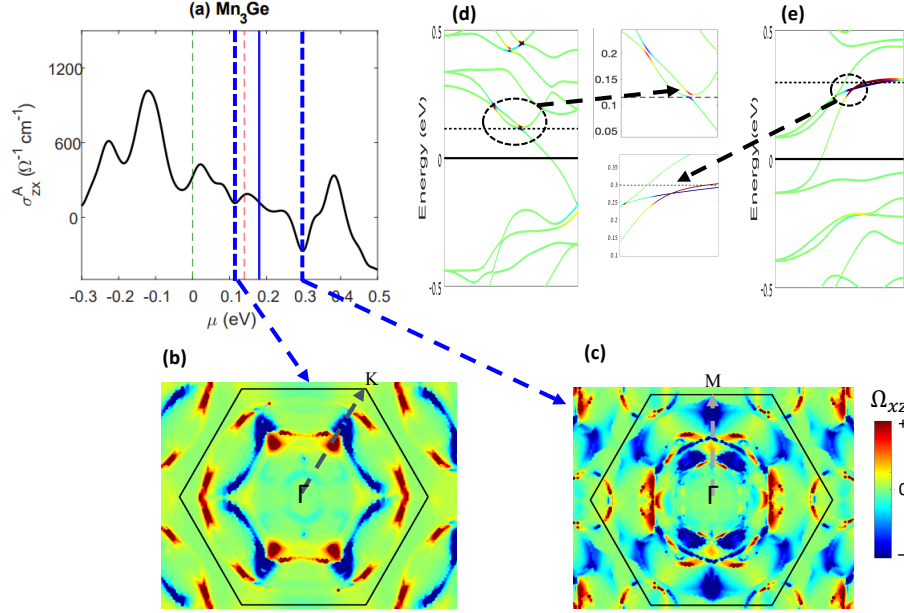 (a) Mn₃Ge
σᴬzx (Ω⁻¹ cm⁻¹)
1200
600
0
-0.3 -0.2 -0.1 0 0.1 0.2 0.3 0.4 0.5
μ (eV)
(d)
Energy (eV)
0.5
0
-0.5
0.2
0.15
0.1
0.05
0.3
0.25
0.2
0.15
0.1
(e)
Energy (eV)
0.5
0
-0.5
(b)
K
Γ
(c)
M
Γ
Ωxz
+
0
−